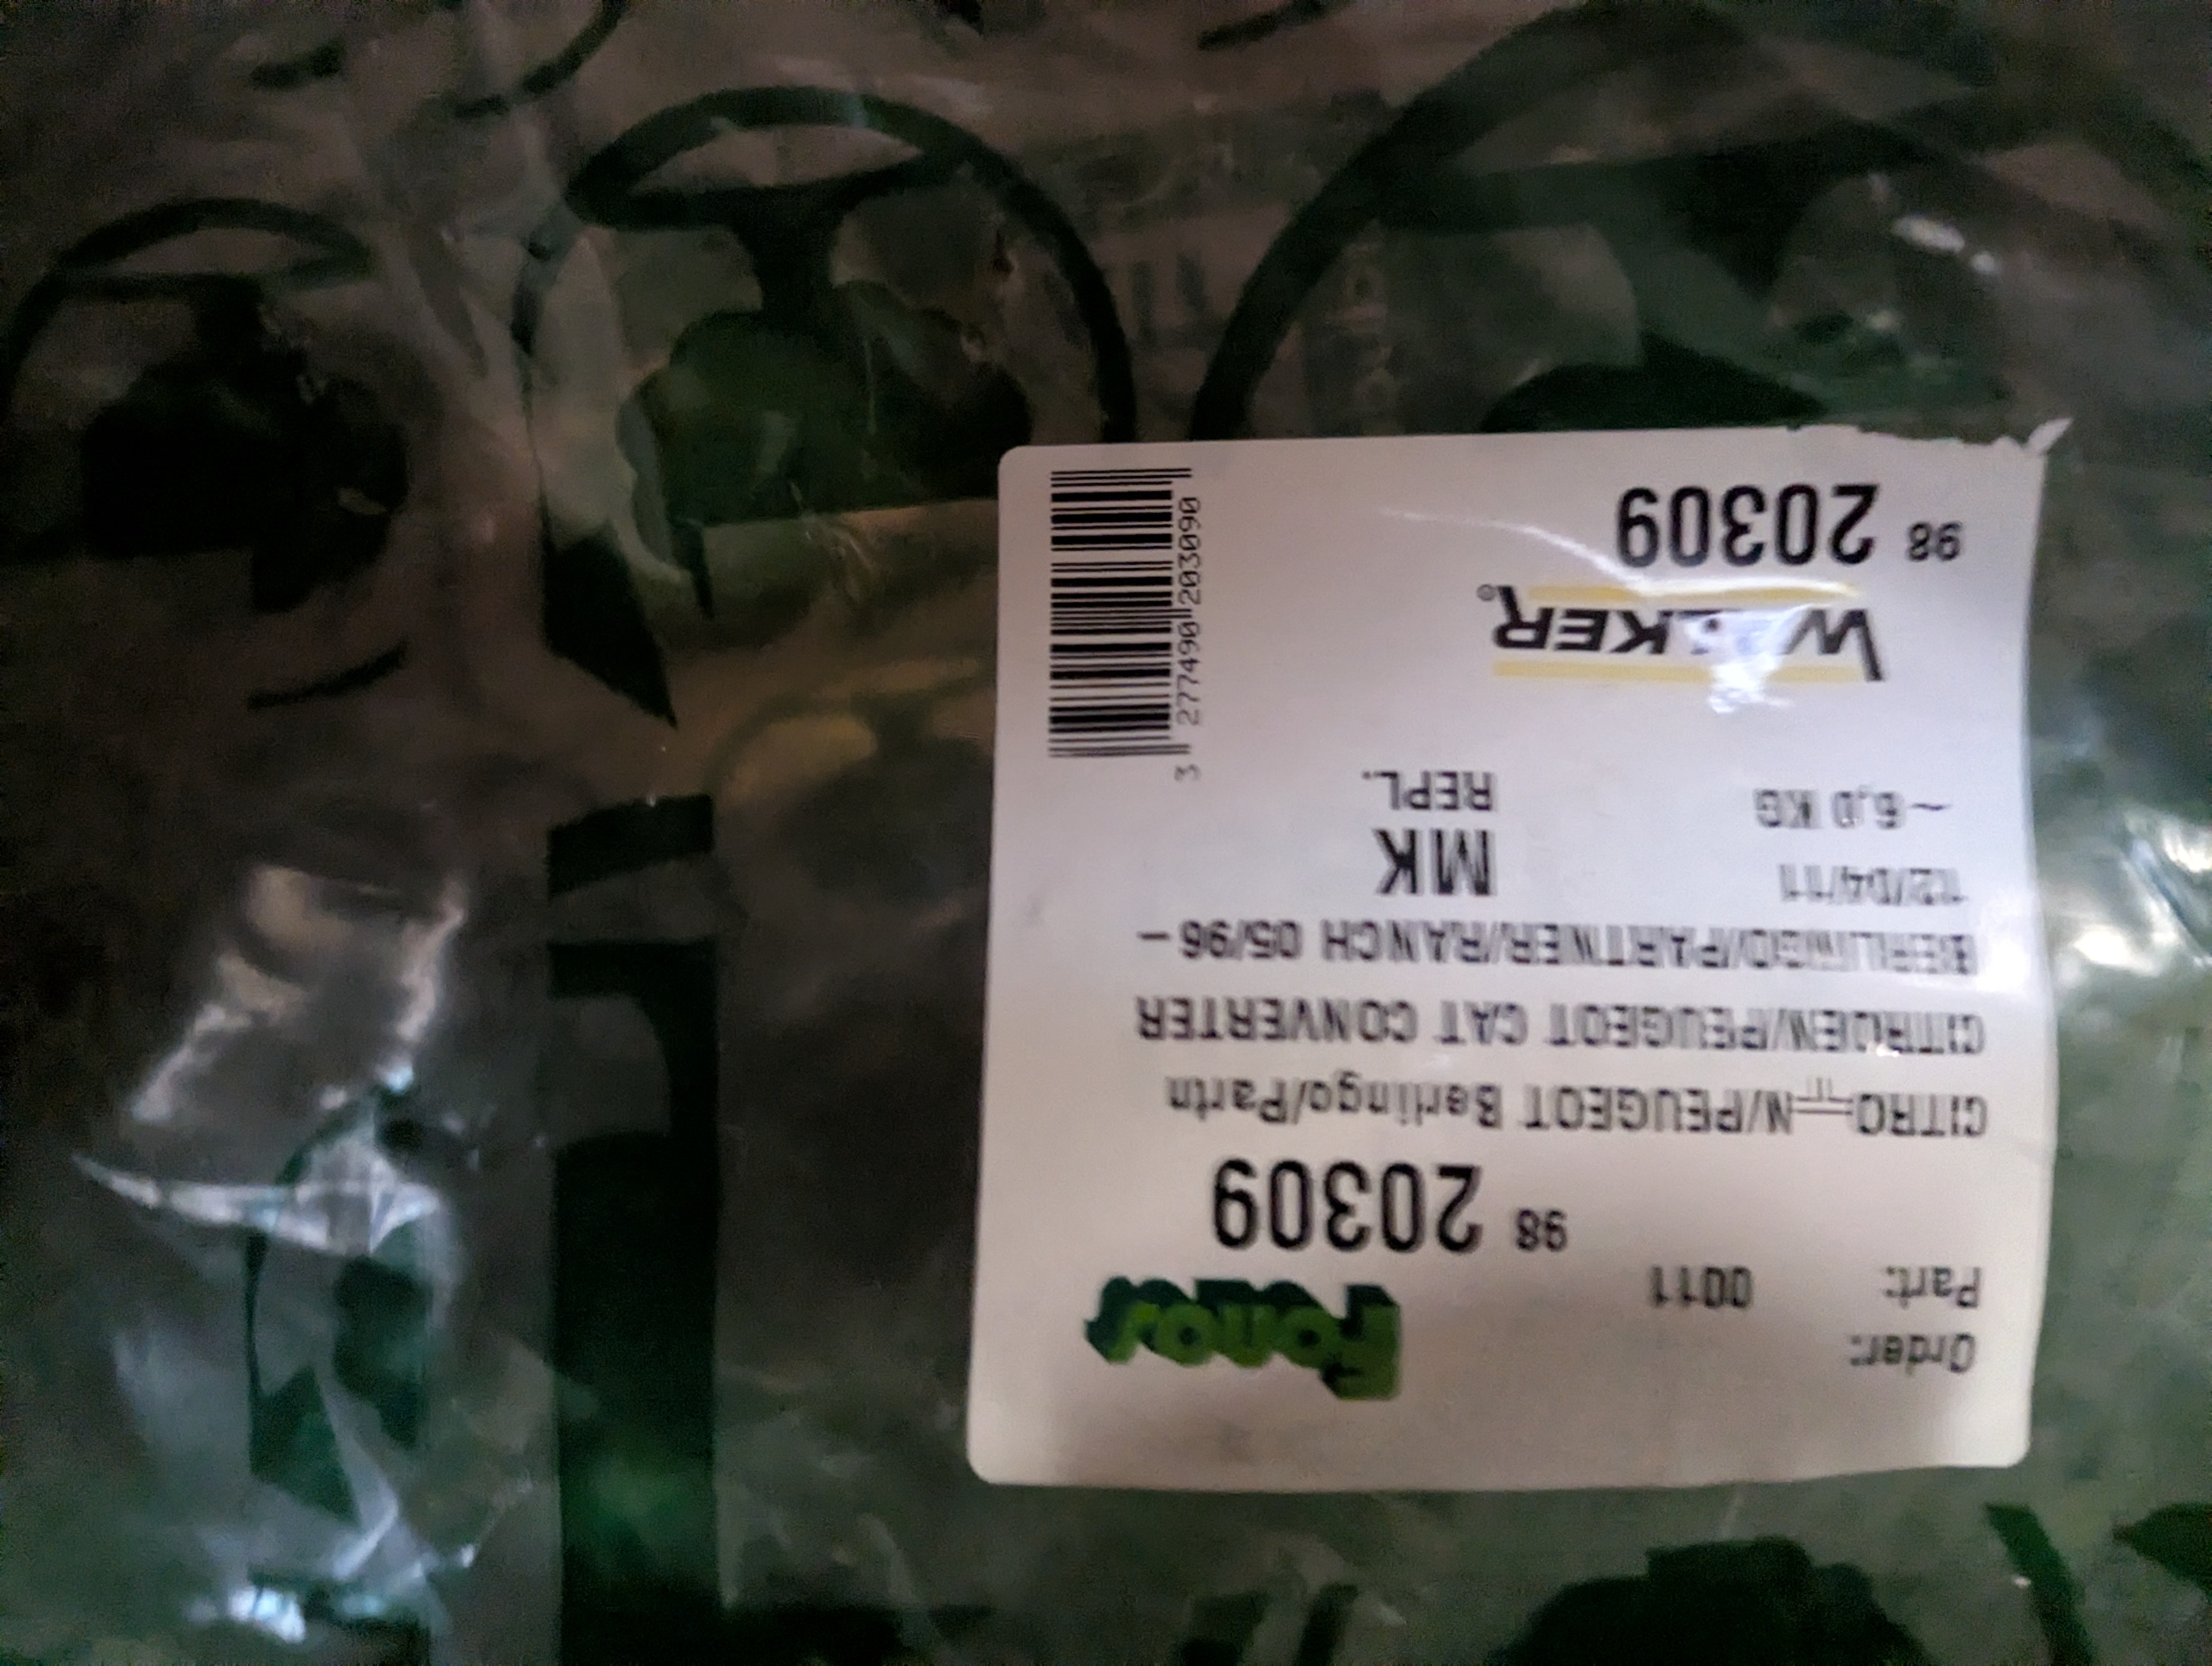 Order:
Part: 0011
Fonos
98 20309
CITRO╥N/PEUGEOT Berlingo/Partn
CITROEN/PEUGEOT CAT CONVERTER
BERLINGO/PARTNER/RANCH 05/96 –
12/04/11 MK
~6,0 KG REPL.
WALKER®
98 20309
3 277490 203090